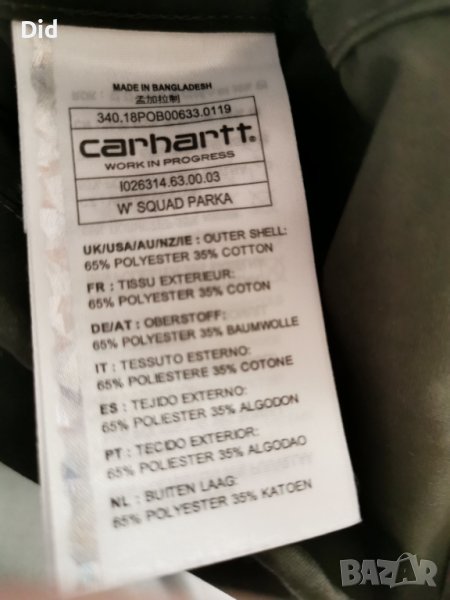 Did
MADE IN BANGLADESH
孟加拉制
340.18POB00633.0119
carhartt.
WORK IN PROGRESS
I026314.63.00.03
W' SQUAD PARKA
UK/USA/AU/NZ/IE : OUTER SHELL:
65% POLYESTER 35% COTTON
FR : TISSU EXTERIEUR:
65% POLYESTER 35% COTON
DE/AT : OBERSTOFF:
65% POLYESTER 35% BAUMWOLLE
IT : TESSUTO ESTERNO:
65% POLIESTERE 35% COTONE
ES : TEJIDO EXTERNO:
65% POLIESTER 35% ALGODON
PT : TECIDO EXTERIOR:
65% POLIESTER 35% ALGODAO
NL : BUITEN LAAG:
65% POLYESTER 35% KATOEN
BAZAR